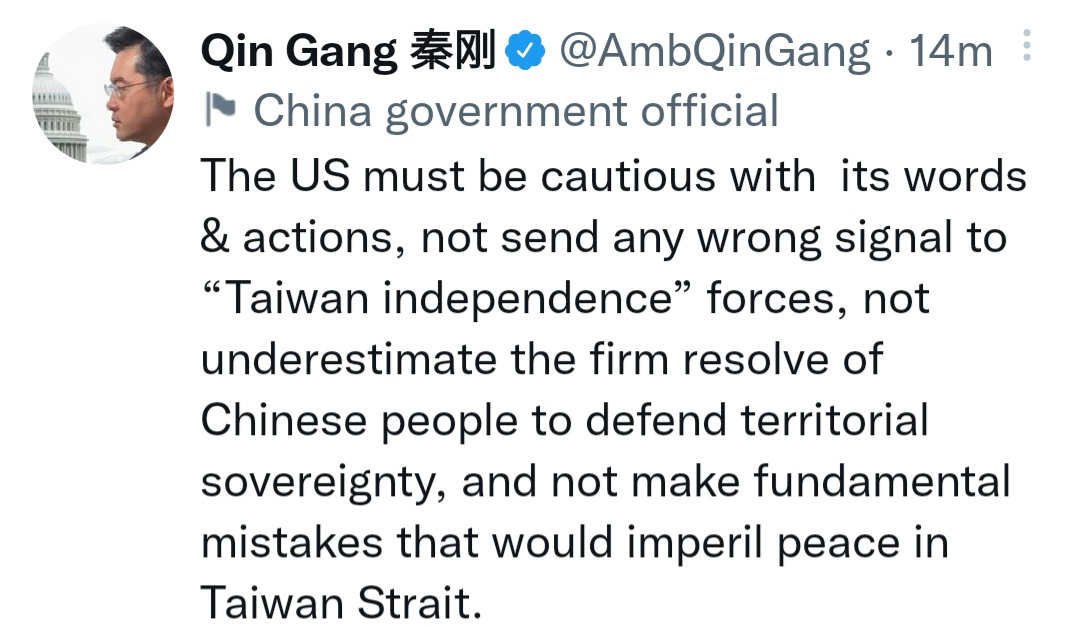 Qin Gang 秦刚 @AmbQinGang · 14m
China government official
The US must be cautious with  its words
& actions, not send any wrong signal to
“Taiwan independence” forces, not
underestimate the firm resolve of
Chinese people to defend territorial
sovereignty, and not make fundamental
mistakes that would imperil peace in
Taiwan Strait.